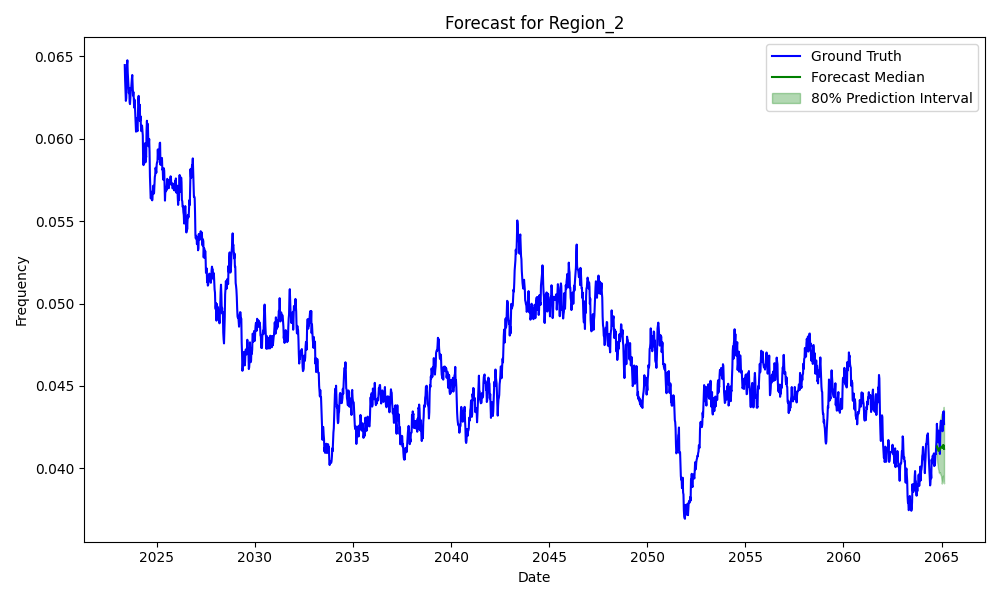 Forecast for Region_2
Ground Truth
Forecast Median
80% Prediction Interval
Frequency
0.065
0.060
0.055
0.050
0.045
0.040
2025 2030 2035 2040 2045 2050 2055 2060 2065
Date